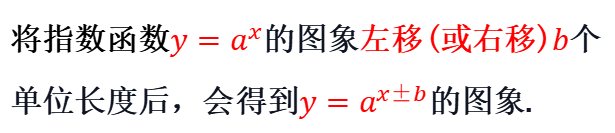 将指数函数y = aˣ的图象左移(或右移)b个
单位长度后，会得到y = a^{x±b}的图象.